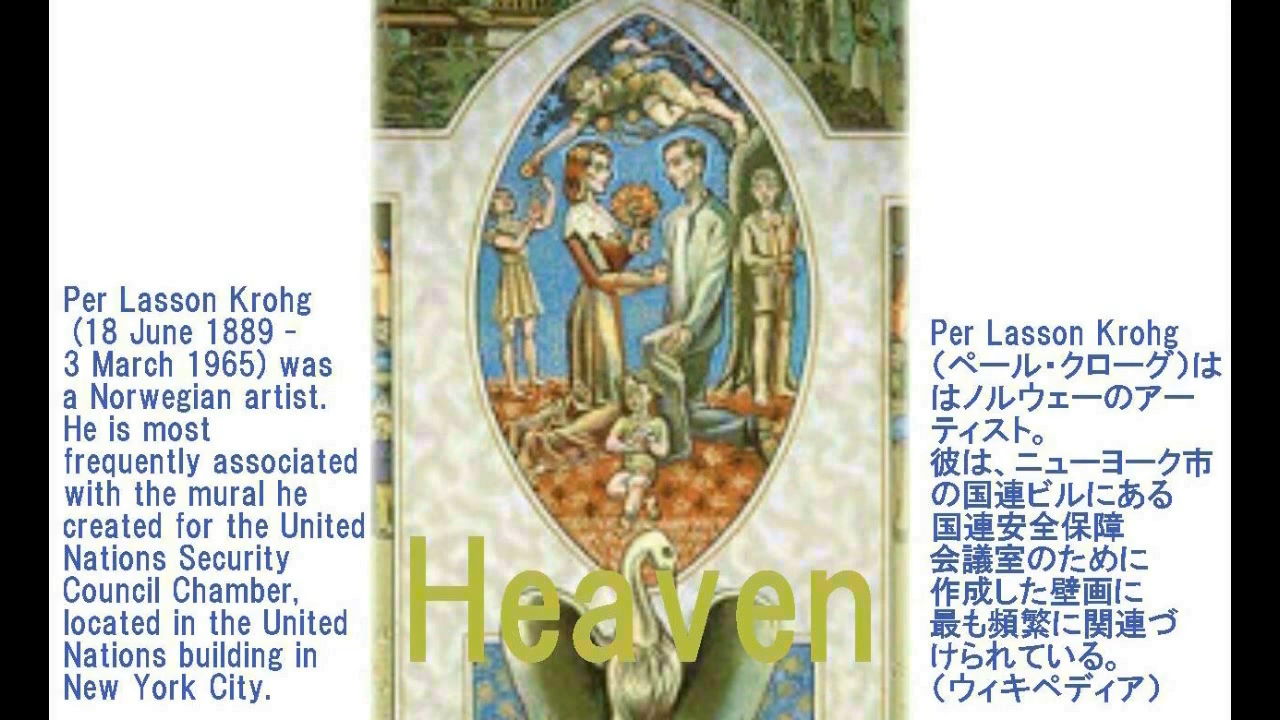 Per Lasson Krohg
(18 June 1889 -
3 March 1965) was
a Norwegian artist.
He is most
frequently associated
with the mural he
created for the United
Nations Security
Council Chamber,
located in the United
Nations building in
New York City.
Heaven
Per Lasson Krohg
(ペール・クローグ)は
はノルウェーのアー
ティスト。
彼は、ニューヨーク市
の国連ビルにある
国連安全保障
会議室のために
作成した壁画に
最も頻繁に関連づ
けられている。
(ウィキペディア)